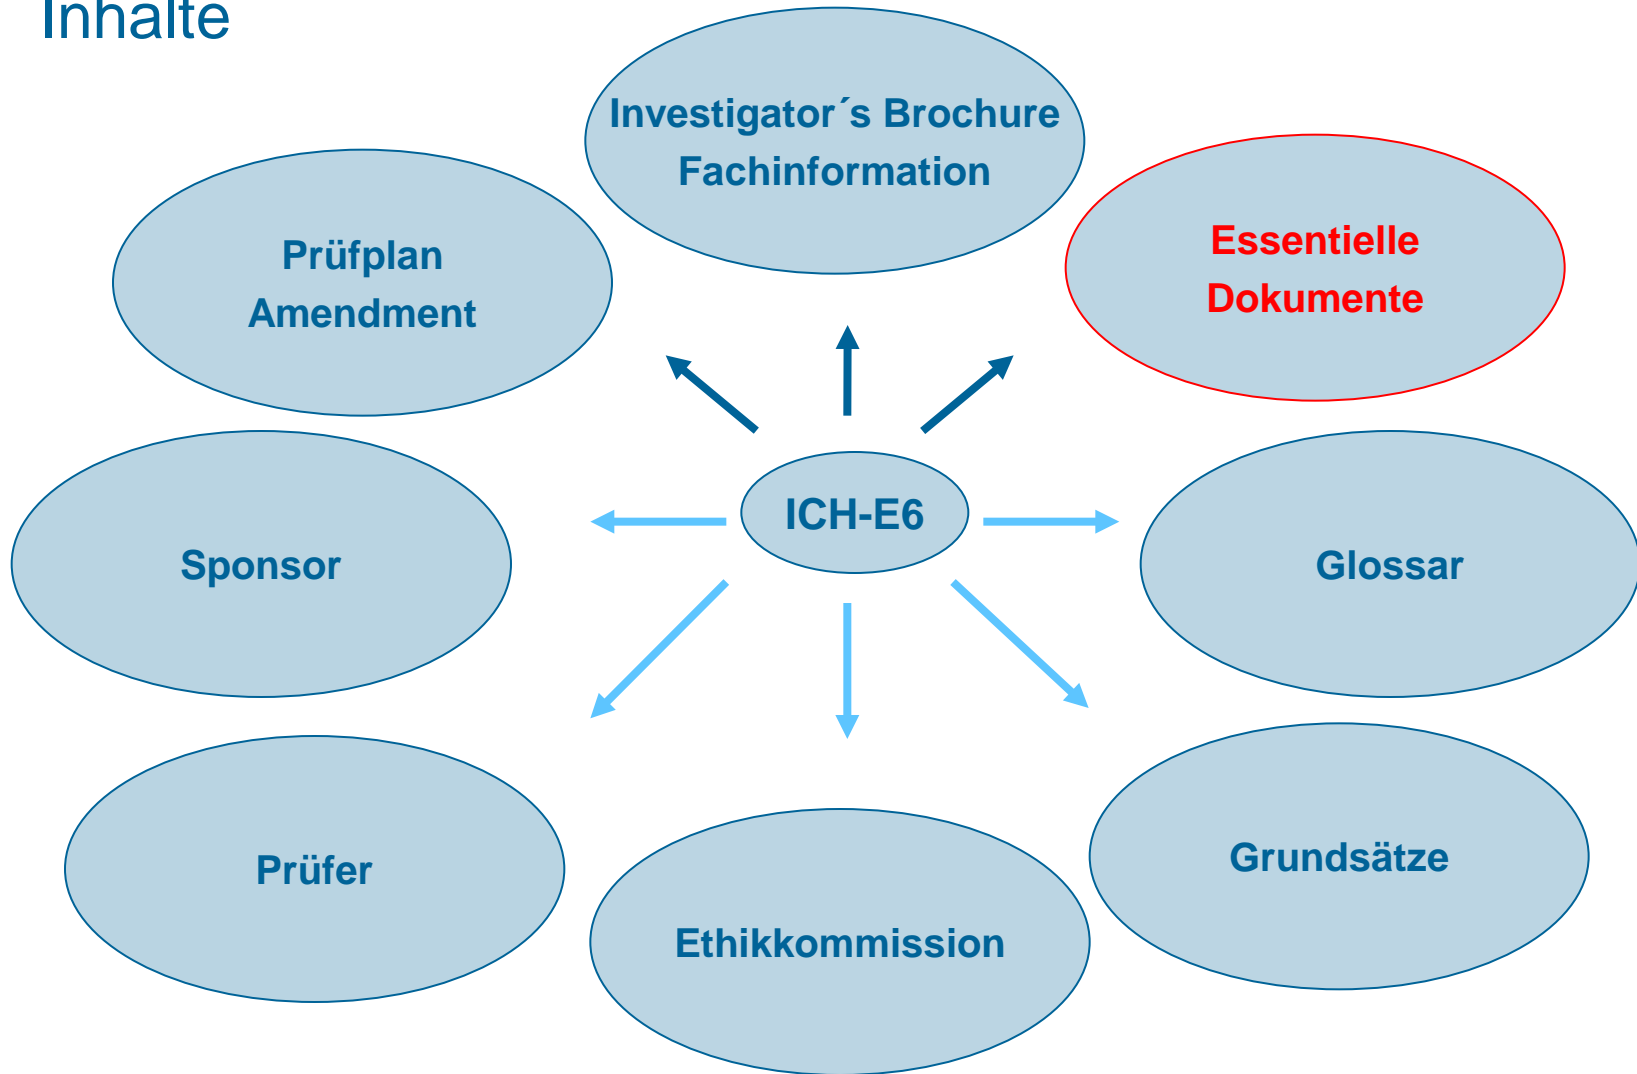 Inhalte
Investigator´s Brochure
Fachinformation
Essentielle
Dokumente
Prüfplan
Amendment
ICH-E6
Sponsor
Glossar
Prüfer
Grundsätze
Ethikkommission